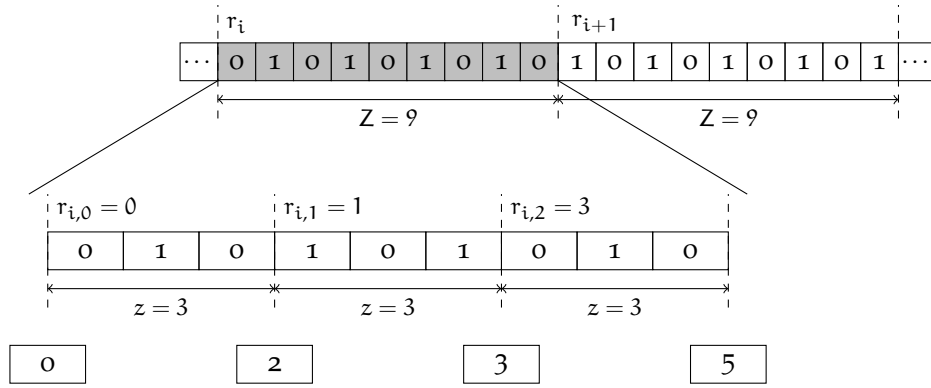 r_i r_{i+1}
⋯ 0 1 0 1 0 1 0 1 0 1 0 1 0 1 0 1 0 1 ⋯
Z = 9 Z = 9
r_{i,0} = 0 r_{i,1} = 1 r_{i,2} = 3
0 1 0 1 0 1 0 1 0
z = 3 z = 3 z = 3
0 2 3 5